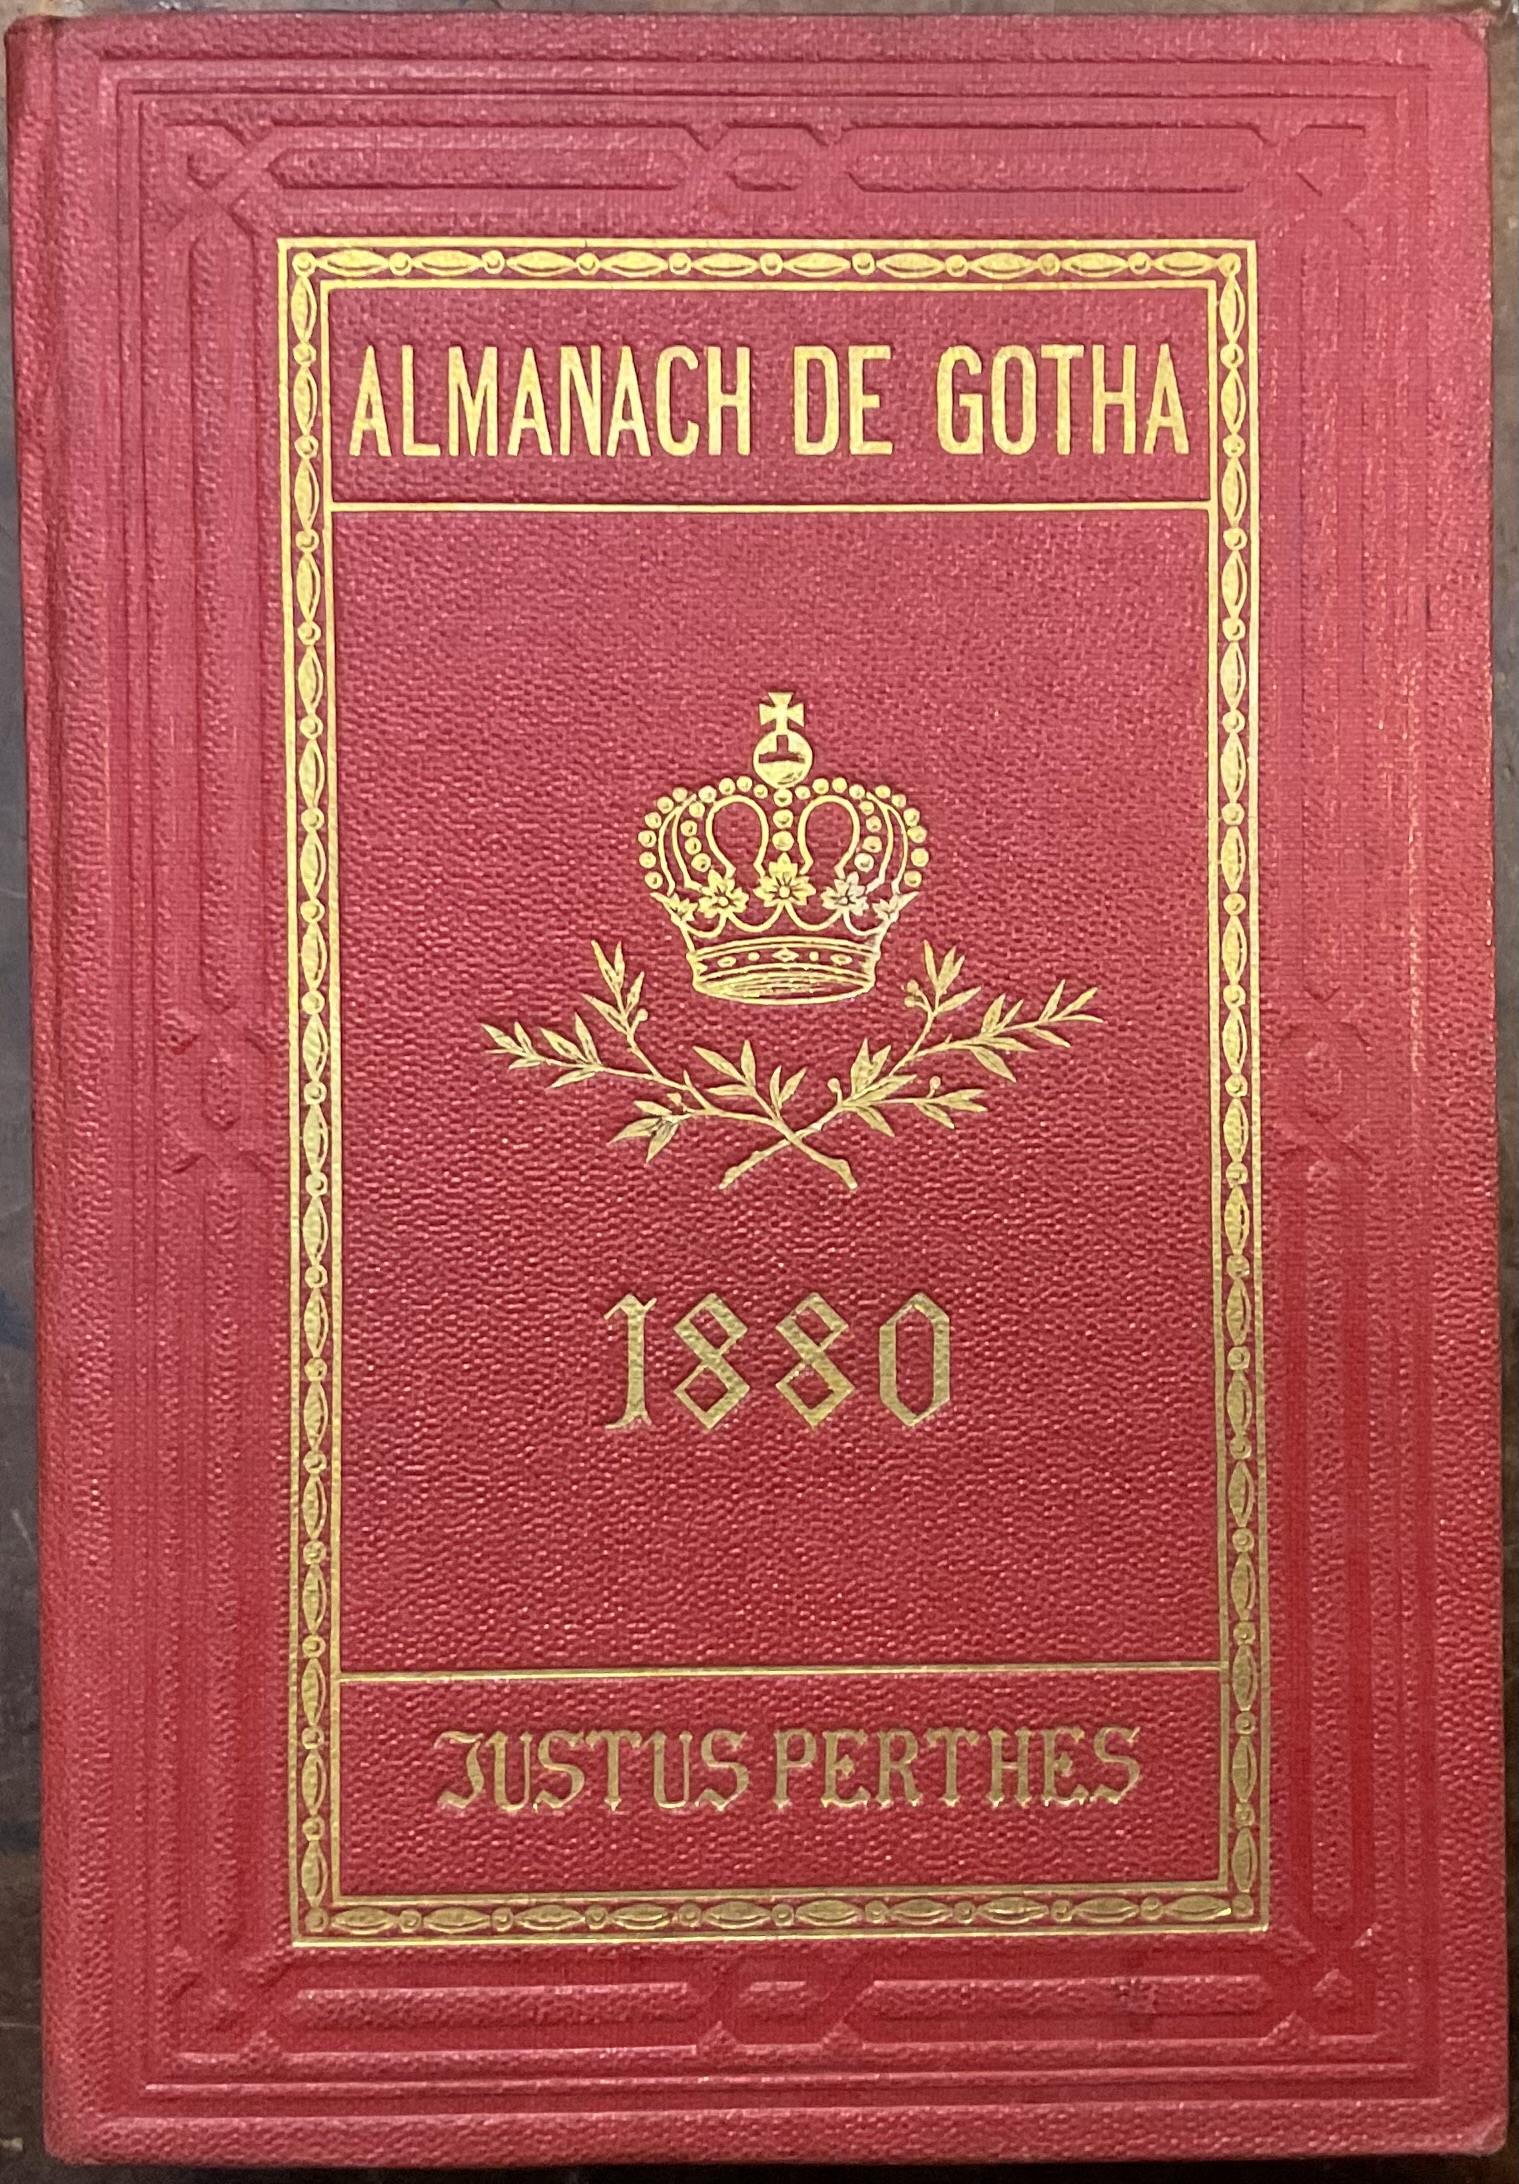 ALMANACH DE GOTHA
1880
JUSTUS PERTHES